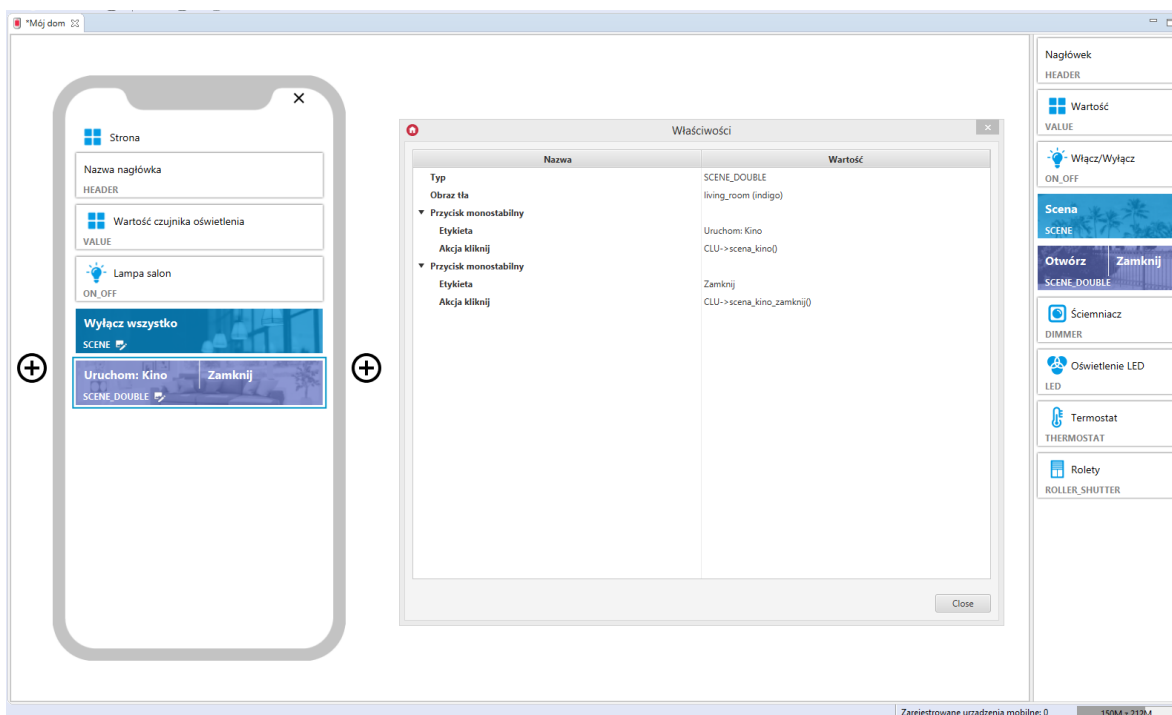 *Mój dom
Strona
Nazwa nagłówka
HEADER
Wartość czujnika oświetlenia
VALUE
Lampa salon
ON_OFF
Wyłącz wszystko
SCENE
Uruchom: Kino Zamknij
SCENE_DOUBLE
Właściwości
Nazwa Wartość
Typ SCENE_DOUBLE
Obraz tła living_room (indigo)
Przycisk monostabilny
Etykieta Uruchom: Kino
Akcja kliknij CLU->scena_kino()
Przycisk monostabilny
Etykieta Zamknij
Akcja kliknij CLU->scena_kino_zamknij()
Close
Nagłówek
HEADER
Wartość
VALUE
Włącz/Wyłącz
ON_OFF
Scena
SCENE
Otwórz Zamknij
SCENE_DOUBLE
Ściemniacz
DIMMER
Oświetlenie LED
LED
Termostat
THERMOSTAT
Rolety
ROLLER_SHUTTER
Zarejestrowane urządzenia mobilne: 0